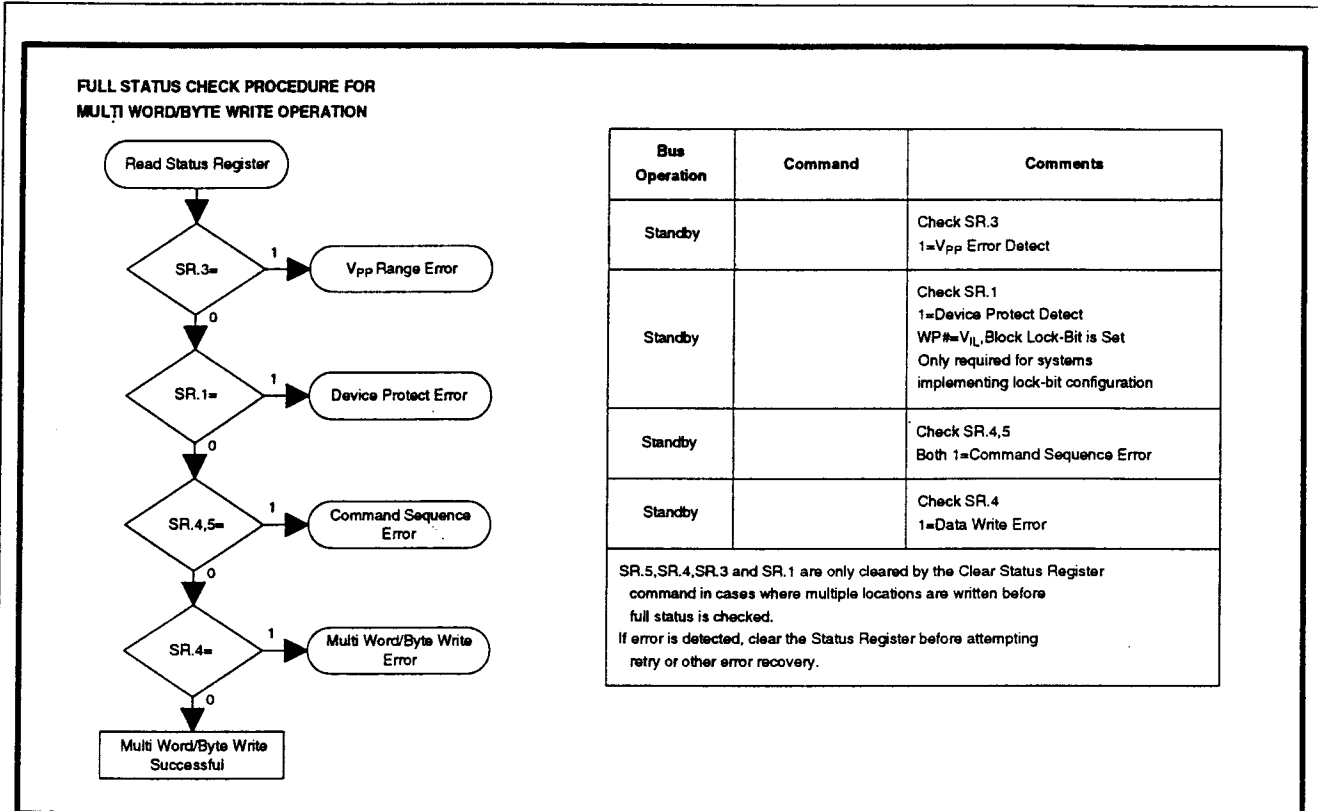 FULL STATUS CHECK PROCEDURE FOR
MULTI WORD/BYTE WRITE OPERATION
Read Status Register
SR.3=
1
VPP Range Error
0
SR.1=
1
Device Protect Error
0
SR.4,5=
1
Command Sequence
Error
0
SR.4=
1
Multi Word/Byte Write
Error
0
Multi Word/Byte Write
Successful
Bus
Operation
Command
Comments
Standby
Check SR.3
1=VPP Error Detect
Standby
Check SR.1
1=Device Protect Detect
WP#=VIL,Block Lock-Bit is Set
Only required for systems
implementing lock-bit configuration
Standby
Check SR.4,5
Both 1=Command Sequence Error
Standby
Check SR.4
1=Data Write Error
SR.5,SR.4,SR.3 and SR.1 are only cleared by the Clear Status Register
command in cases where multiple locations are written before
full status is checked.
If error is detected, clear the Status Register before attempting
retry or other error recovery.